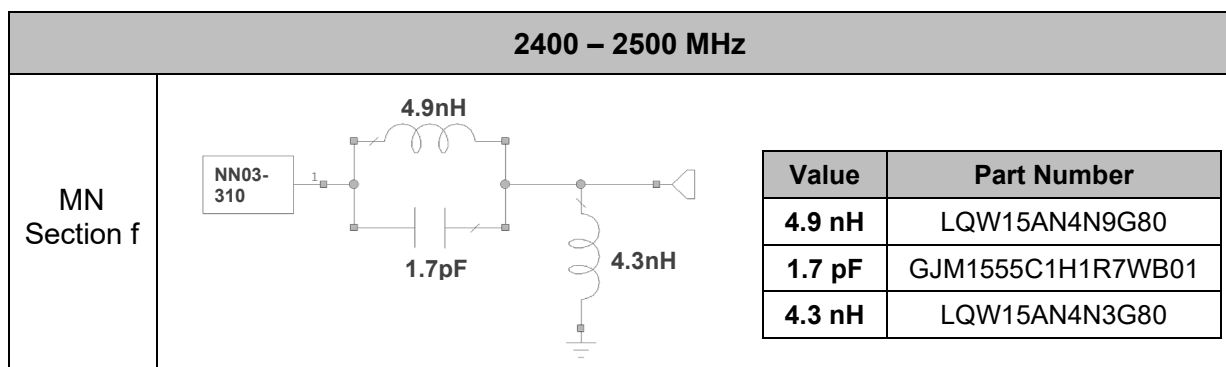 2400 – 2500 MHz
MN
Section f
4.9nH
NN03-
310
1
1.7pF
4.3nH
Value Part Number
4.9 nH LQW15AN4N9G80
1.7 pF GJM1555C1H1R7WB01
4.3 nH LQW15AN4N3G80